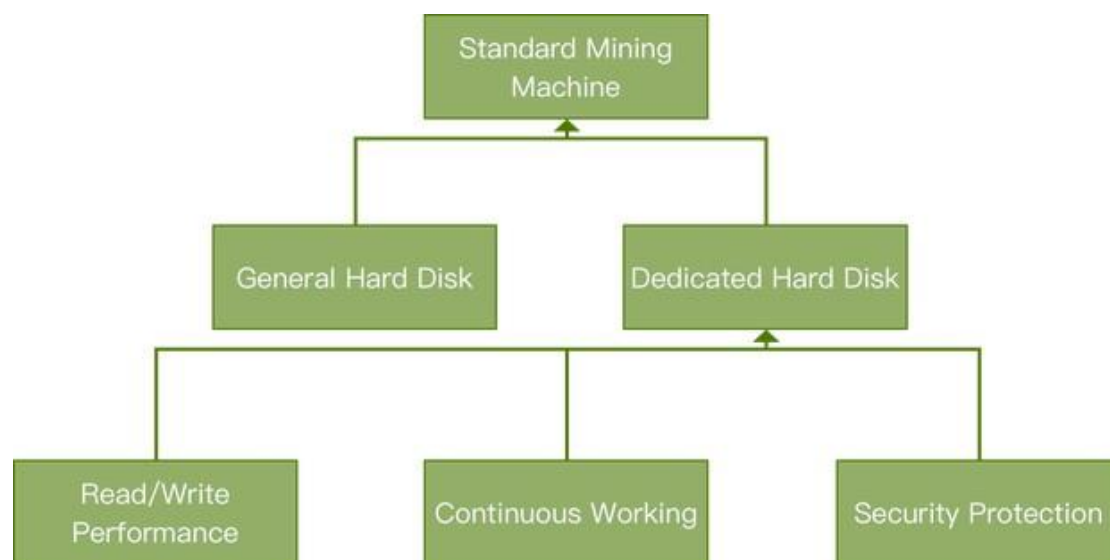 Standard Mining
Machine
General Hard Disk
Dedicated Hard Disk
Read/Write
Performance
Continuous Working
Security Protection